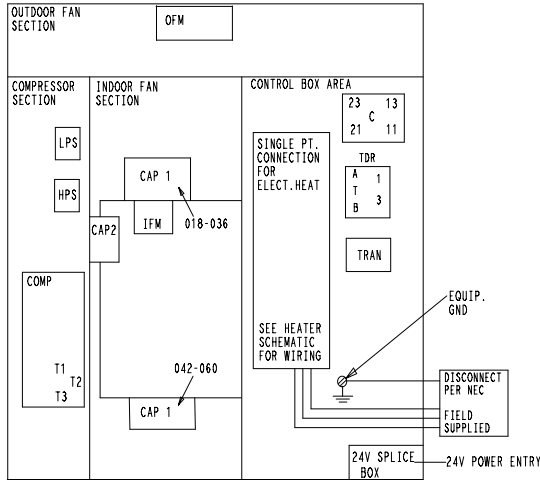 OUTDOOR FAN
SECTION
OFM
COMPRESSOR
SECTION
LPS
HPS
COMP
T1
T2
T3
INDOOR FAN
SECTION
CAP 1
018-036
IFM
CAP2
042-060
CAP 1
CONTROL BOX AREA
23 13
C
21 11
SINGLE PT.
CONNECTION
FOR
ELECT.HEAT
TDR
A 1
T
B 3
TRAN
SEE HEATER
SCHEMATIC
FOR WIRING
EQUIP.
GND
DISCONNECT
PER NEC
FIELD
SUPPLIED
24V SPLICE
BOX
24V POWER ENTRY